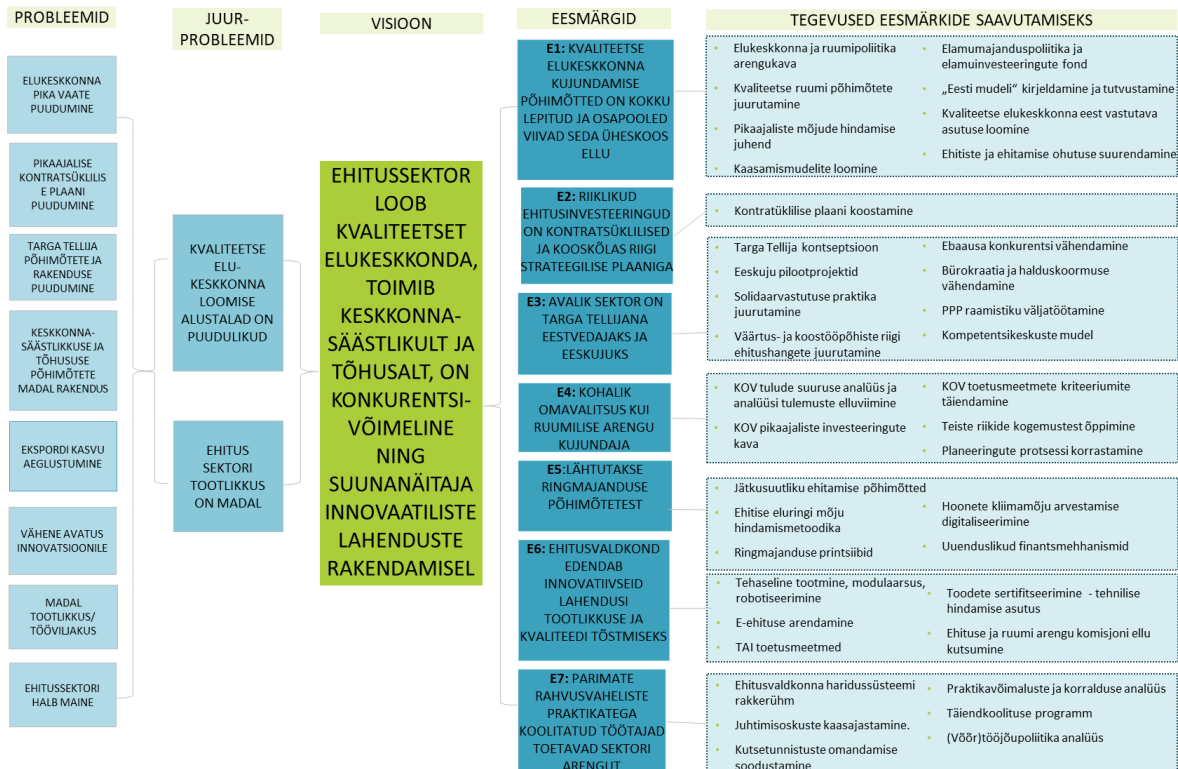 PROBLEEMID
ELUKESKKONNA
PIKA VAATE
PUUDUMINE
PIKAAJALISE
KONTRATSÜKLILIS
E PLAANI
PUUDUMINE
TARGA TELLIJA
PÕHIMÕTETE JA
RAKENDUSE
PUUDUMINE
KESKKONNA-
SÄÄSTLIKKUSE JA
TÕHUSUSE
PÕHIMÕTETE
MADAL RAKENDUS
EKSPORDI KASVU
AEGLUSTUMINE
VÄHENE AVATUS
INNOVATSIOONILE
MADAL
TOOTLIKKUS/
TÖÖVILJAKUS
EHITUSSEKTORI
HALB MAINE
JUUR-
PROBLEEMID
KVALITEETSE
ELU-
KESKKONNA
LOOMISE
ALUSTALAD ON
PUUDULIKUD
EHITUS
SEKTORI
TOOTLIKKUS
ON MADAL
VISIOON
EHITUSSEKTOR
LOOB
KVALITEETSET
ELUKESKKONDA,
TOIMIB
KESKKONNA-
SÄÄSTLIKULT JA
TÕHUSALT, ON
KONKURENTSI-
VÕIMELINE
NING
SUUNANÄITAJA
INNOVAATILISTE
LAHENDUSTE
RAKENDAMISEL
EESMÄRGID
E1: KVALITEETSE
ELUKESKKONNA
KUJUNDAMISE
PÕHIMÕTTED ON KOKKU
LEPITUD JA OSAPOOLED
VIIVAD SEDA ÜHESKOOS
ELLU
E2: RIIKLIKUD
EHITUSINVESTEERINGUD
ON KONTRATSÜKLILISED
JA KOOSKÕLAS RIIGI
STRATEEGILISE PLAANIGA
E3: AVALIK SEKTOR ON
TARGA TELLIJANA
EESTVEDAJAKS JA
EESKUJUKS
E4: KOHALIK
OMAVALITSUS KUI
RUUMILISE ARENGU
KUJUNDAJA
E5:LÄHTUTAKSE
RINGMAJANDUSE
PÕHIMÕTETEST
E6: EHITUSVALDKOND
EDENDAB
INNOVATIIVSEID
LAHENDUSI
TOOTLIKKUSE JA
KVALITEEDI TÕSTMISEKS
E7: PARIMATE
RAHVUSVAHELISTE
PRAKTIKATEGA
KOOLITATUD TÖÖTAJAD
TOETAVAD SEKTORI
ARENGUT
TEGEVUSED EESMÄRKIDE SAAVUTAMISEKS
• Elukeskkonna ja ruumipoliitika
arengukava
• Kvaliteetse ruumi põhimõtete
juurutamine
• Pikaajaliste mõjude hindamise
juhend
• Kaasamismudelite loomine
• Elamumajanduspoliitika ja
elamuinvesteeringute fond
• „Eesti mudeli“ kirjeldamine ja tutvustamine
• Kvaliteetse elukeskkonna eest vastutava
asutuse loomine
• Ehitiste ja ehitamise ohutuse suurendamine
• Kontratüklilise plaani koostamine
• Targa Tellija kontseptsioon
• Eeskuju pilootprojektid
• Solidaarvastutuse praktika
juurutamine
• Väärtus- ja koostööpõhiste riigi
ehitushangete juurutamine
• Ebaausa konkurentsi vähendamine
• Bürokraatia ja halduskoormuse
vähendamine
• PPP raamistiku väljatöötamine
• Kompetentsikeskuste mudel
• KOV tulude suuruse analüüs ja
analüüsi tulemuste elluviimine
• KOV pikaajaliste investeeringute
kava
• KOV toetusmeetmete kriteeriumite
täiendamine
• Teiste riikide kogemustest õppimine
• Planeeringute protsessi korrastamine
• Jätkusuutliku ehitamise põhimõtted
• Ehitise eluringi mõju
hindamismetoodika
• Ringmajanduse printsiibid
• Hoonete kliimamõju arvestamise
digitaliseerimine
• Uuenduslikud finantsmehhanismid
• Tehaseline tootmine, modulaarsus,
robotiseerimine
• E-ehituse arendamine
• TAI toetusmeetmed
• Toodete sertifitseerimine - tehnilise
hindamise asutus
• Ehituse ja ruumi arengu komisjoni ellu
kutsumine
• Ehitusvaldkonna haridussüsteemi
rakkerühm
• Juhtimisoskuste kaasajastamine.
• Kutsetunnistuste omandamise
soodustamine
• Praktikavõimaluste ja korralduse analüüs
• Täiendkoolituse programm
• (Võõr)tööjõupoliitika analüüs